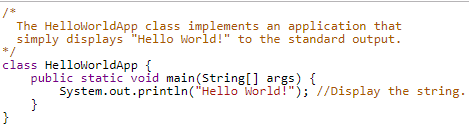 /*
  The HelloWorldApp class implements an application that
  simply displays "Hello World!" to the standard output.
*/
class HelloWorldApp {
    public static void main(String[] args) {
        System.out.println("Hello World!"); //Display the string.
    }
}